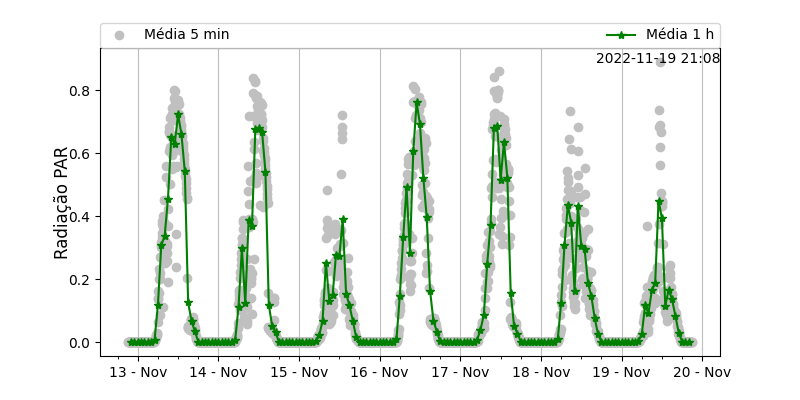 Média 5 min
Média 1 h
2022-11-19 21:08
Radiação PAR
0.8
0.6
0.4
0.2
0.0
13 - Nov
14 - Nov
15 - Nov
16 - Nov
17 - Nov
18 - Nov
19 - Nov
20 - Nov